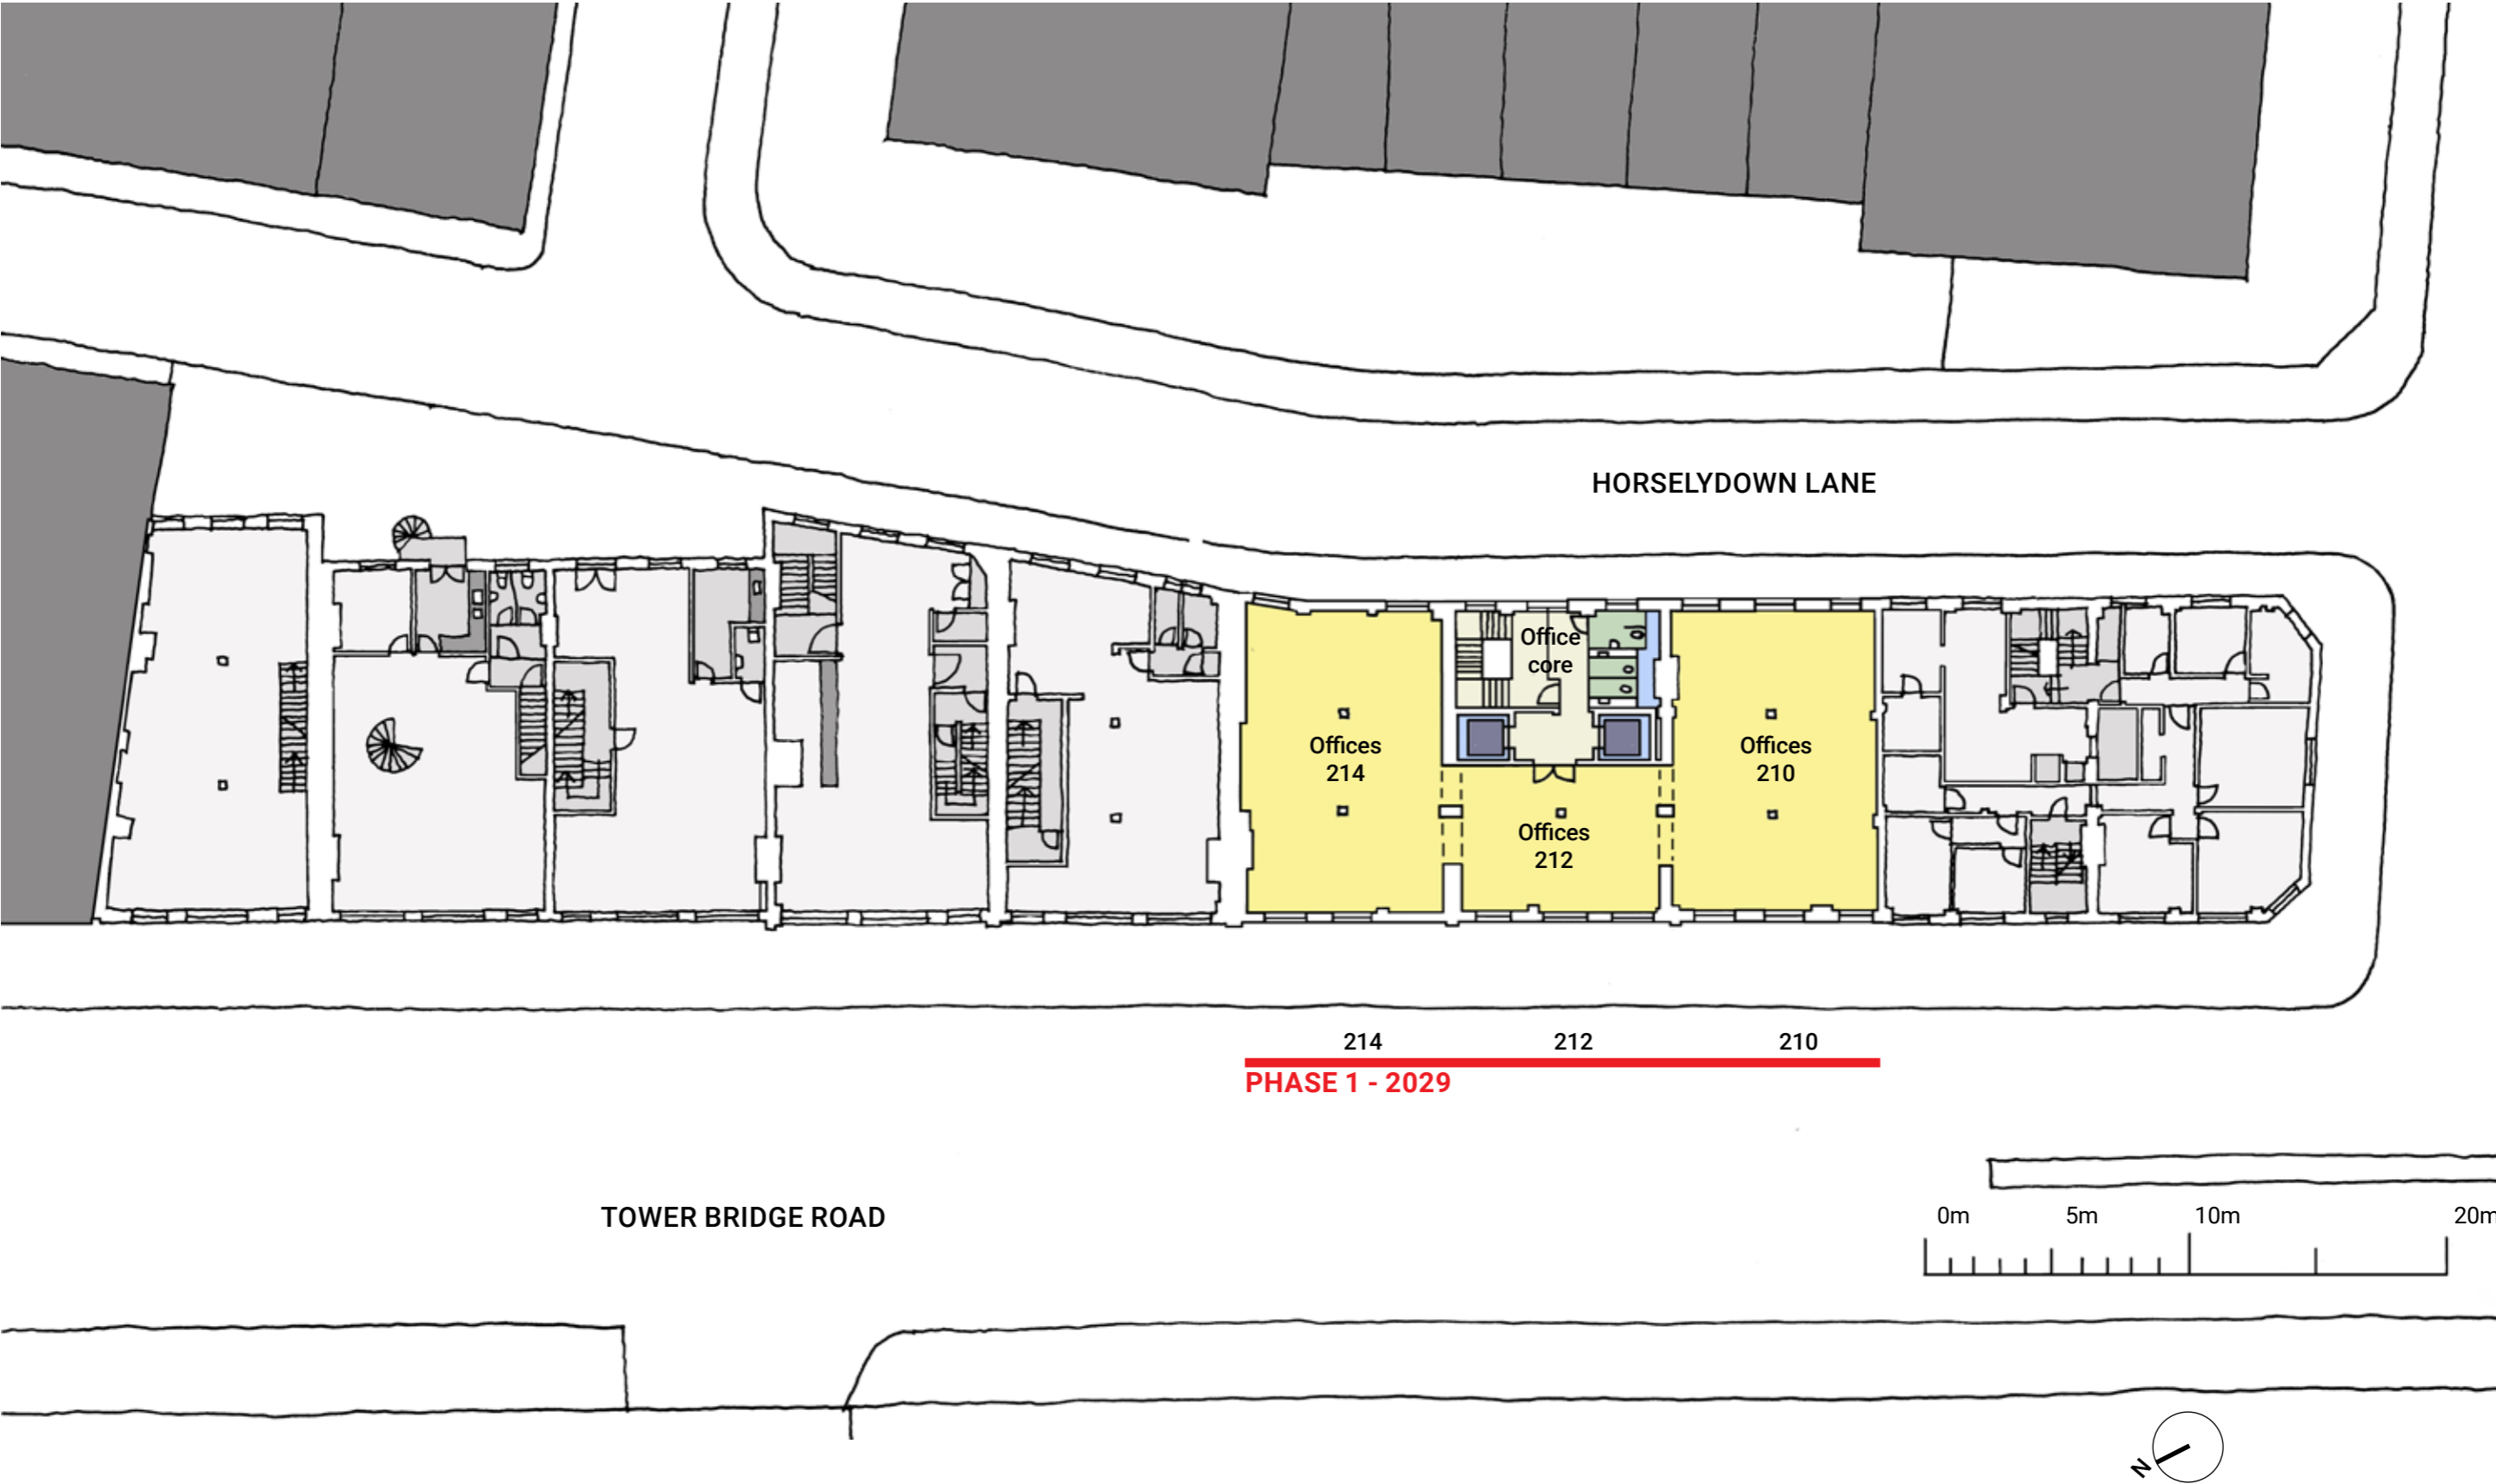 HORSELYDOWN LANE
Office
core
Offices
214
Offices
210
Offices
212
214 212 210
PHASE 1 - 2029
TOWER BRIDGE ROAD
0m 5m 10m 20m
N